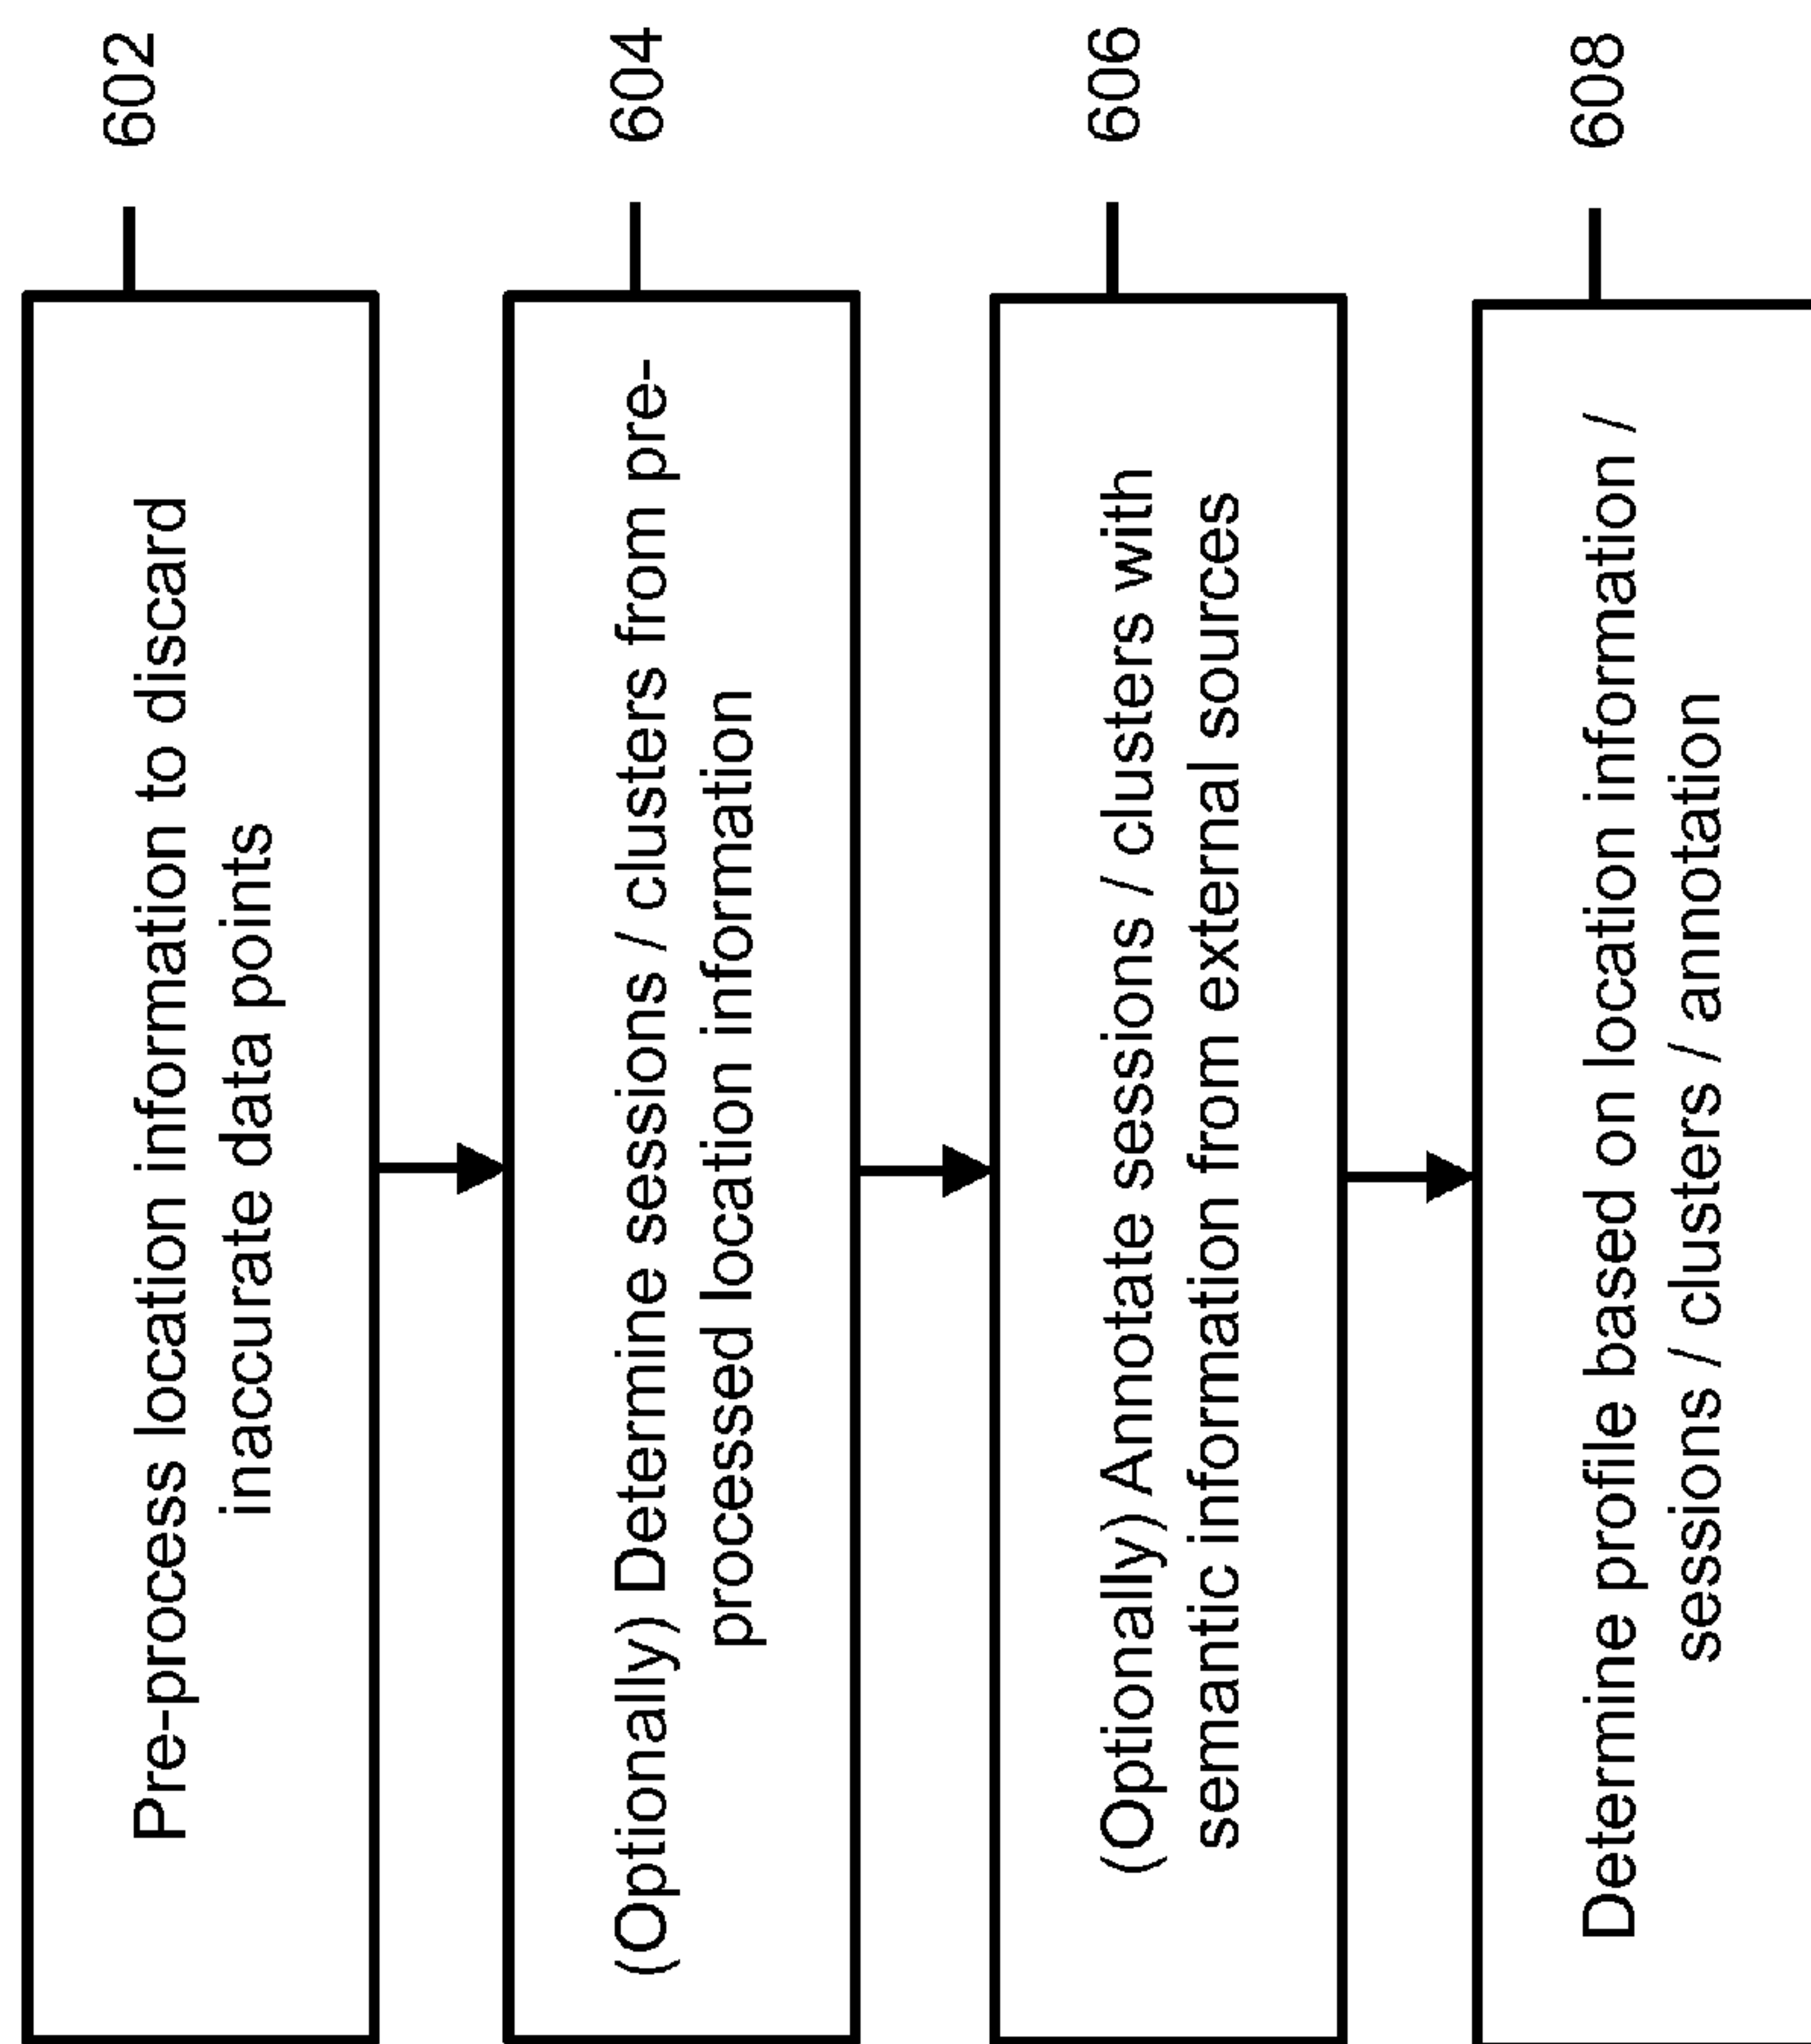 Pre-process location information to discard
inaccurate data points
602
(Optionally) Determine sessions / clusters from pre-
processed location information
604
(Optionally) Annotate sessions / clusters with
semantic information from external sources
606
Determine profile based on location information /
sessions / clusters / annotation
608